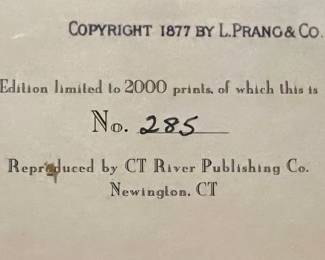 COPYRIGHT 1877 BY L. PRANG & CO.
Edition limited to 2000 prints, of which this is
No. 285
Reproduced by CT River Publishing Co.
Newington, CT